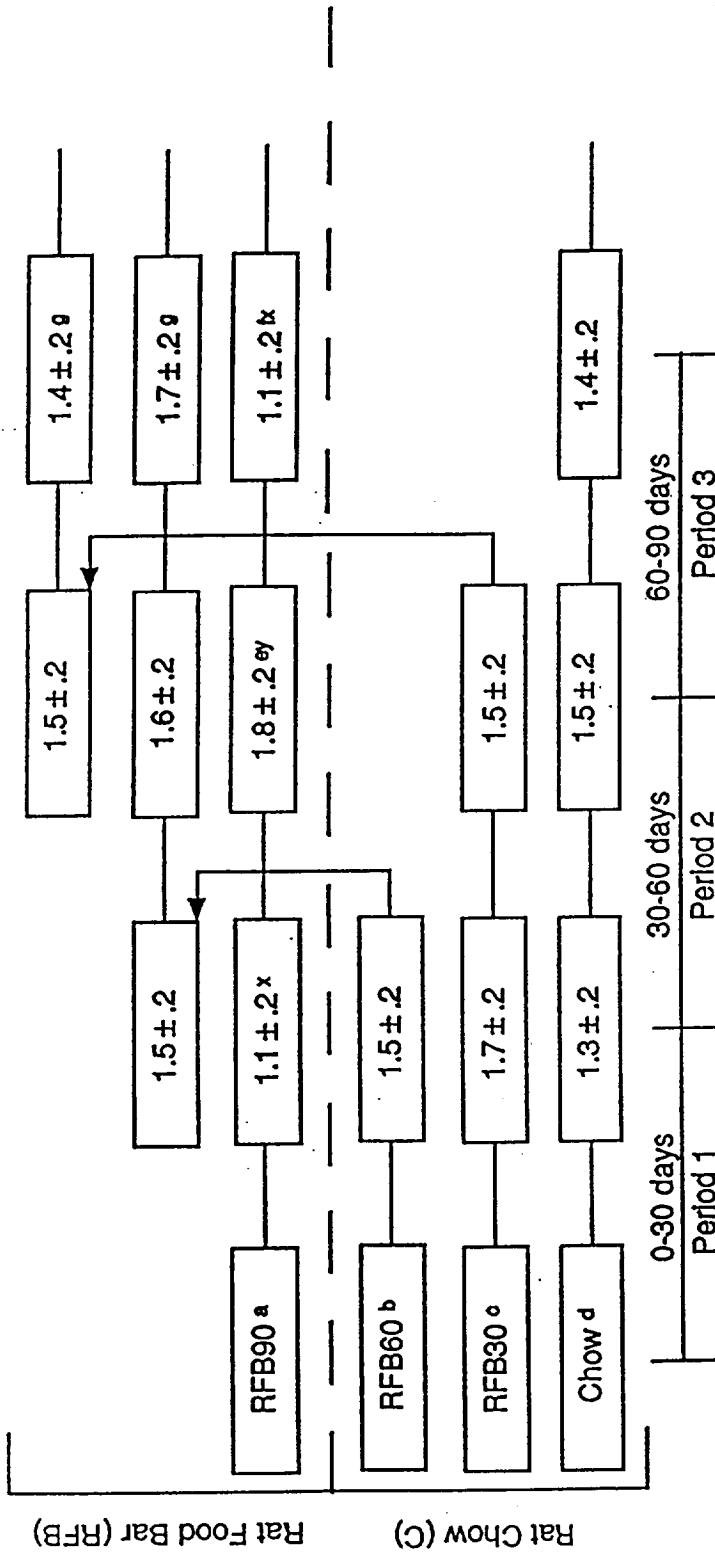 Rat Food Bar (RFB)
1.5±.2
1.4±.2 g
1.5±.2
1.6±.2
1.7±.2 g
RFB90 a
1.1±.2 x
1.8±.2 ey
1.1±.2 fx
Rat Chow (C)
RFB60 b
1.5±.2
RFB30 c
1.7±.2
1.5±.2
Chow d
1.3±.2
1.5±.2
1.4±.2
0-30 days
30-60 days
60-90 days
Period 1
Period 2
Period 3